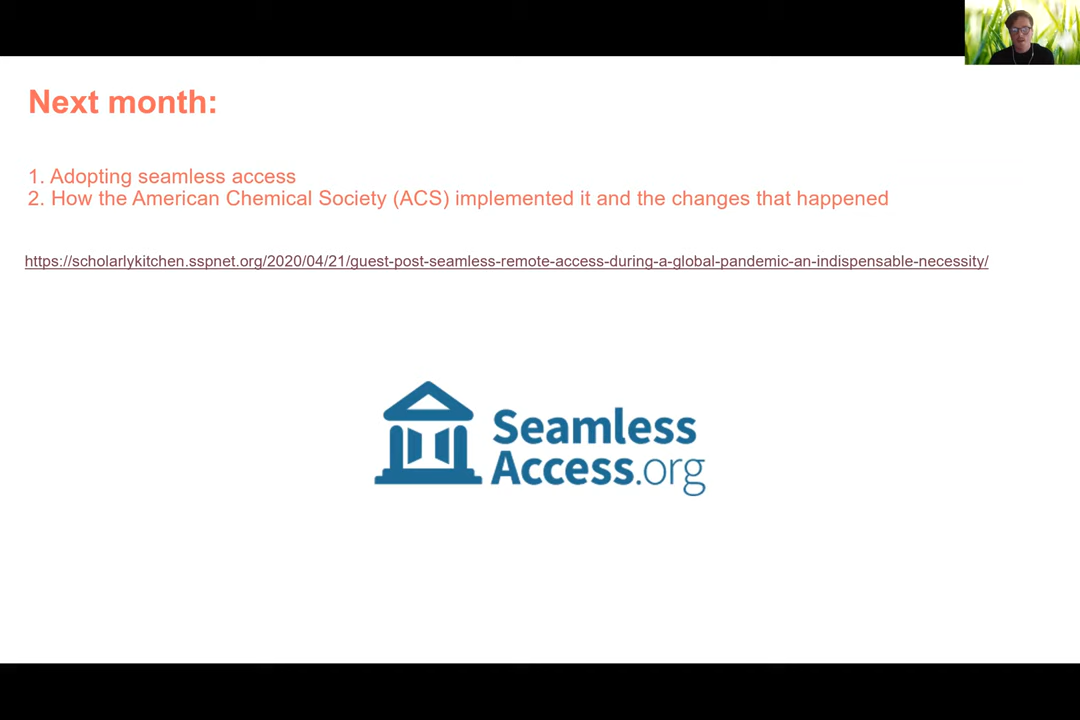 Next month:
1. Adopting seamless access
2. How the American Chemical Society (ACS) implemented it and the changes that happened
https://scholarlykitchen.sspnet.org/2020/04/21/guest-post-seamless-remote-access-during-a-global-pandemic-an-indispensable-necessity/
Seamless
Access.org